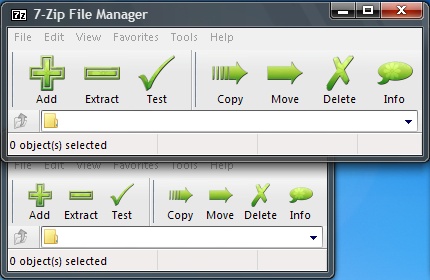 7-Zip File Manager
File Edit View Favorites Tools Help
Add Extract Test Copy Move Delete Info
0 object(s) selected
File Edit View Favorites Tools Help
Add Extract Test Copy Move Delete Info
0 object(s) selected